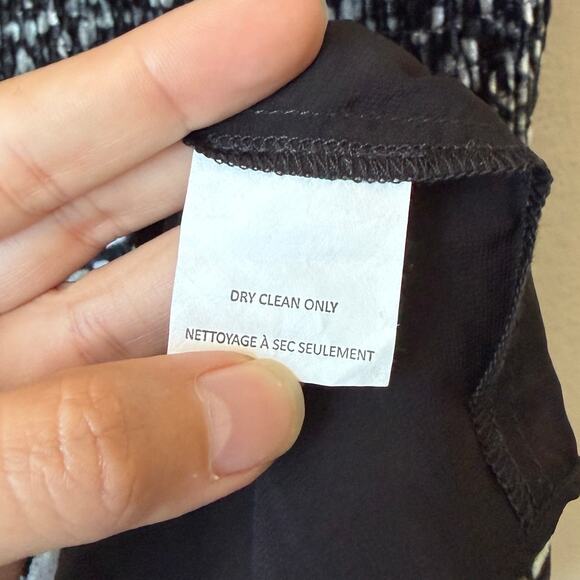 DRY CLEAN ONLY
NETTOYAGE À SEC SEULEMENT